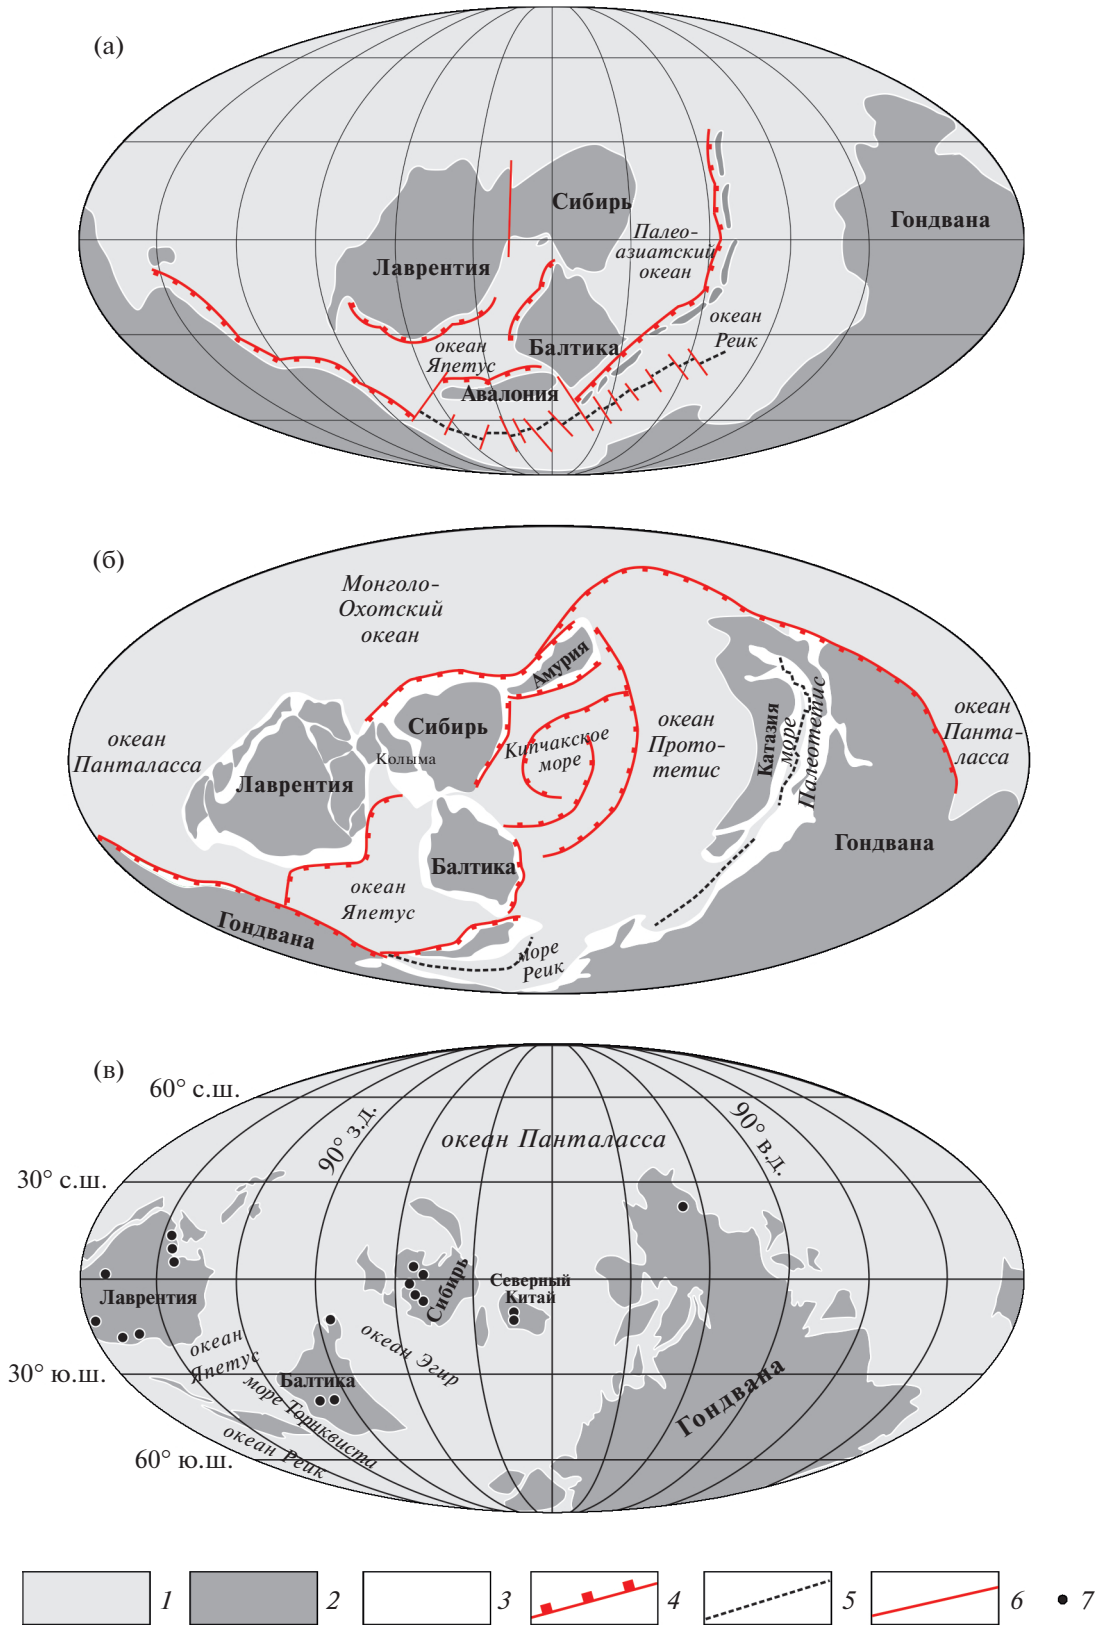 (а)
Сибирь
Гондвана
Палео-
азиатский
океан
Лаврентия
океан
Реик
океан
Япетус
Балтика
Авалония
(б)
Монголо-
Охотский
океан
Амурия
океан
Панталасса
Сибирь
Колыма
Кипчакское
море
океан
Прото-
тетис
Катазия
море
Палеотетис
океан
Панта-
ласса
Лаврентия
Гондвана
Балтика
океан
Япетус
Гондвана
море
Реик
(в)
60° с.ш.
90° з.д.
90° в.д.
океан Панталасса
30° с.ш.
Лаврентия
Сибирь
Северный
Китай
океан
Япетус
океан Эгир
30° ю.ш.
Балтика
море Торнквиста
Гондвана
океан Реик
60° ю.ш.
1
2
3
4
5
6
7